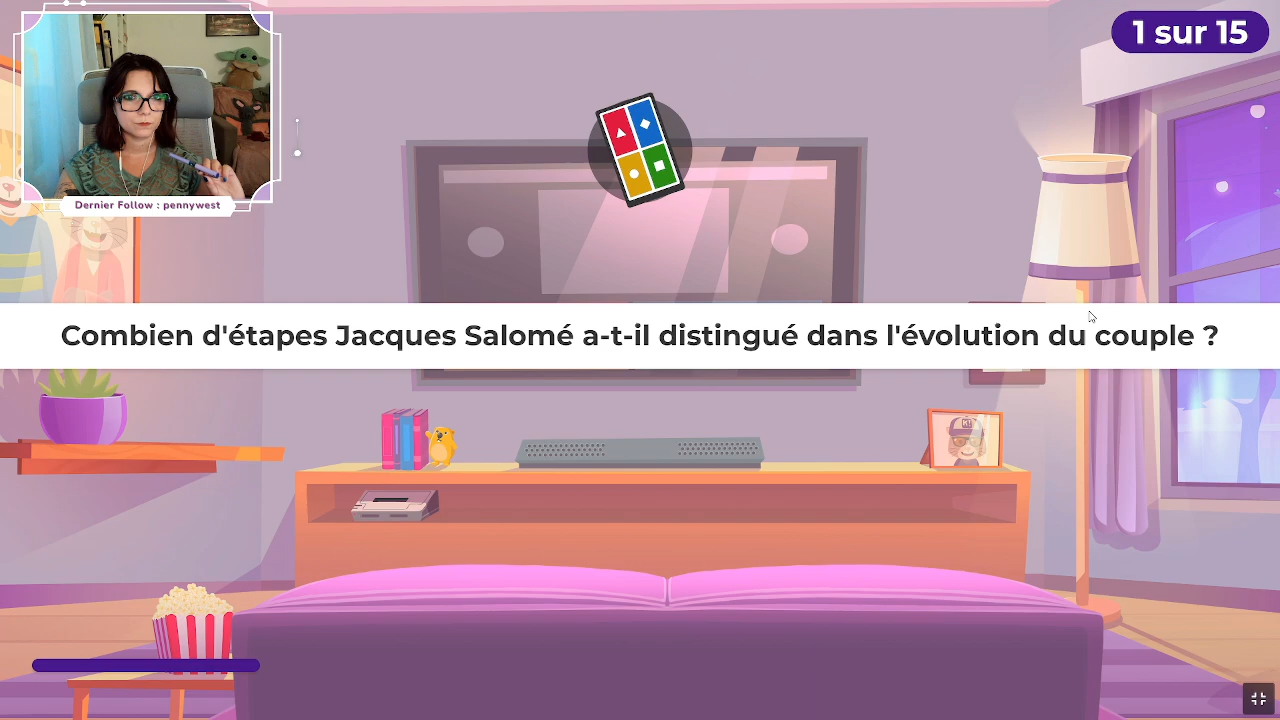 1 sur 15
Dernier Follow : pennywest
Combien d'étapes Jacques Salomé a-t-il distingué dans l'évolution du couple ?
K!